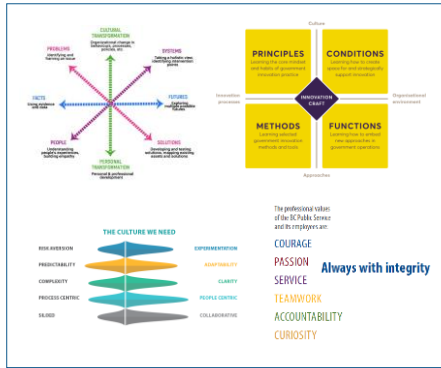 CULTURAL
TRANSFORMATION
Organizational change in
behaviours, processes,
policies, etc
PROBLEMS
Identifying and
framing an issue
SYSTEMS
Taking a holistic view,
identifying intervention
points
FACTS
Using evidence
and data
FUTURES
Exploring
multiple possible
futures
PEOPLE
Understanding
people's experiences,
building empathy
SOLUTIONS
Developing and testing
solutions, mapping existing
assets and solutions
PERSONAL
TRANSFORMATION
Personal & professional
development
Culture
PRINCIPLES
Learning the core mindset
and habits of government
innovation practice
CONDITIONS
Learning how to create
space for and strategically
support innovation
Innovation
processes
INNOVATION
CRAFT
Organisational
environment
METHODS
Learning selected
government innovation
methods and tools
FUNCTIONS
Learning how to embed
new approaches in
government operations
Approaches
THE CULTURE WE NEED
RISK AVERSION
EXPERIMENTATION
PREDICTABILITY
ADAPTABILITY
COMPLEXITY
CLARITY
PROCESS-CENTRIC
PEOPLE CENTRIC
SILOED
COLLABORATIVE
The professional values
of the BC Public Service
and its employees are:
COURAGE
PASSION
SERVICE
TEAMWORK
ACCOUNTABILITY
CURIOSITY
Always with integrity